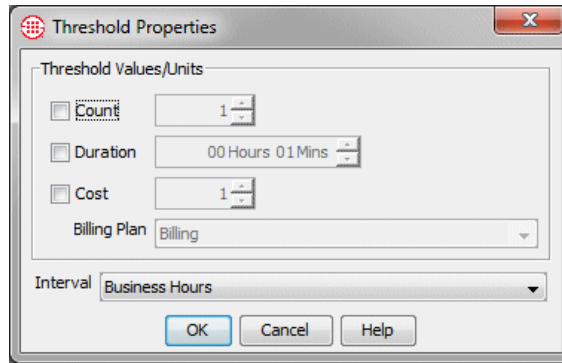 Threshold Properties
Threshold Values/Units
Count 1
Duration 00 Hours 01 Mins
Cost 1
Billing Plan Billing
Interval Business Hours
OK Cancel Help